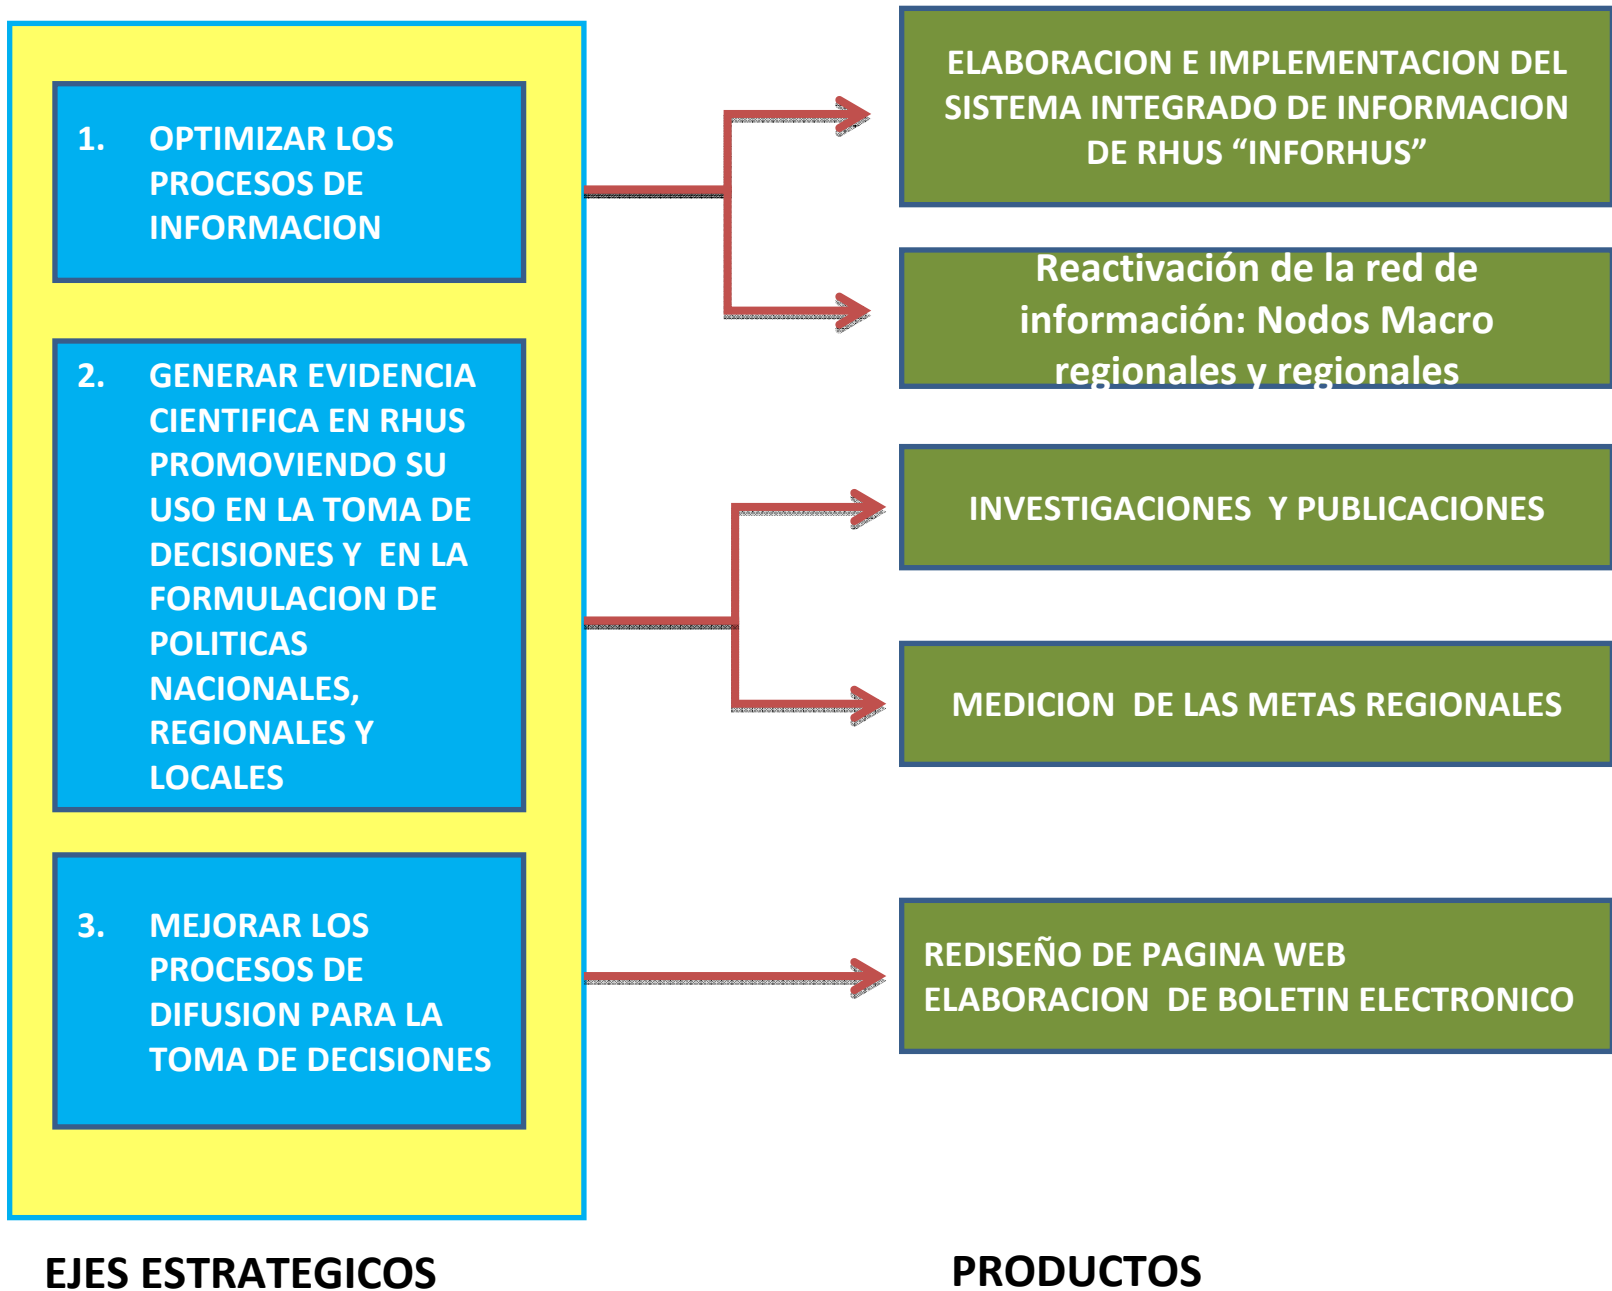 1. OPTIMIZAR LOS
PROCESOS DE
INFORMACION
2. GENERAR EVIDENCIA
CIENTIFICA EN RHUS
PROMOVIENDO SU
USO EN LA TOMA DE
DECISIONES Y EN LA
FORMULACION DE
POLITICAS
NACIONALES,
REGIONALES Y
LOCALES
3. MEJORAR LOS
PROCESOS DE
DIFUSION PARA LA
TOMA DE DECISIONES
EJES ESTRATEGICOS
ELABORACION E IMPLEMENTACION DEL
SISTEMA INTEGRADO DE INFORMACION
DE RHUS “INFORHUS”
Reactivación de la red de
información: Nodos Macro
regionales y regionales
INVESTIGACIONES Y PUBLICACIONES
MEDICION DE LAS METAS REGIONALES
REDISEÑO DE PAGINA WEB
ELABORACION DE BOLETIN ELECTRONICO
PRODUCTOS